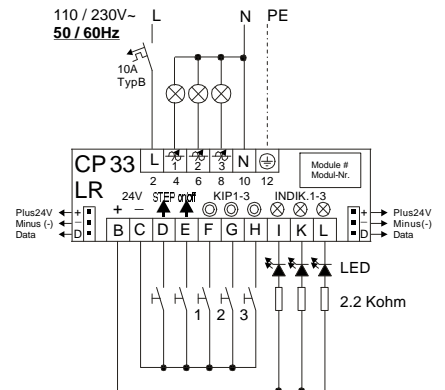 110 / 230V~ L N PE
50 / 60Hz
10A
TypB
CP 33 L 1 2 3 N
LR 2 4 6 8 10 12
Module #
Modul-Nr.
24V STEP on/off KIP1-3 INDIK.1-3
Plus24V + + Plus24V
Minus (-) − − Minus(-)
Data D D Data
+ −
B C D E F G H I K L
LED
1 2 3
2.2 Kohm